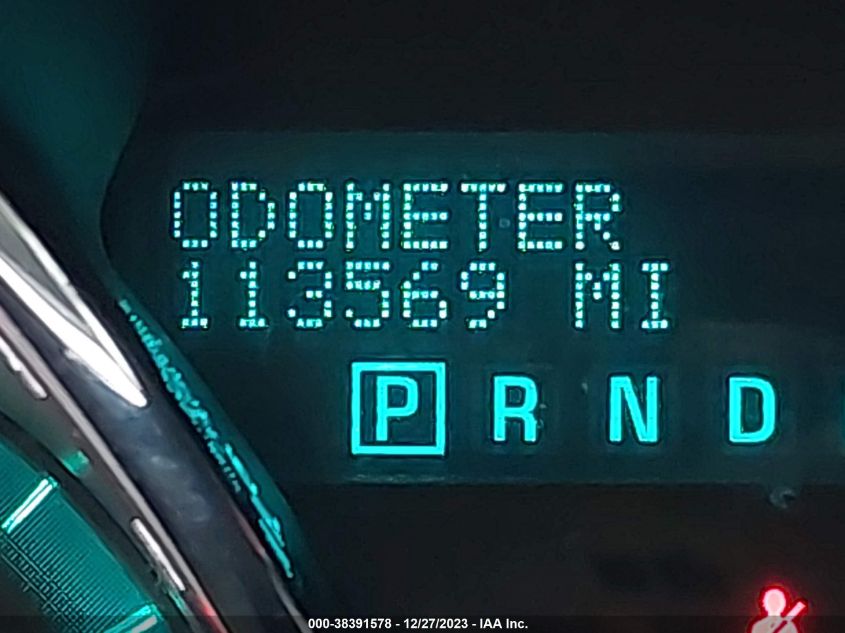 ODOMETER
113569 MI
P R N D
000-38391578 - 12/27/2023 - IAA Inc.